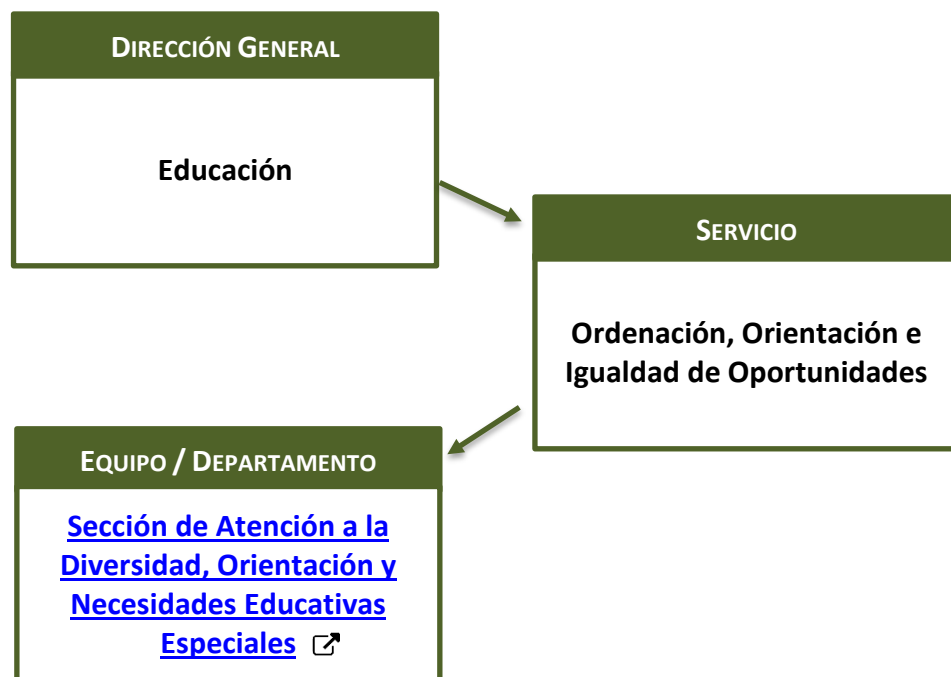 DIRECCIÓN GENERAL
Educación
SERVICIO
Ordenación, Orientación e
Igualdad de Oportunidades
EQUIPO / DEPARTAMENTO
Sección de Atención a la
Diversidad, Orientación y
Necesidades Educativas
Especiales